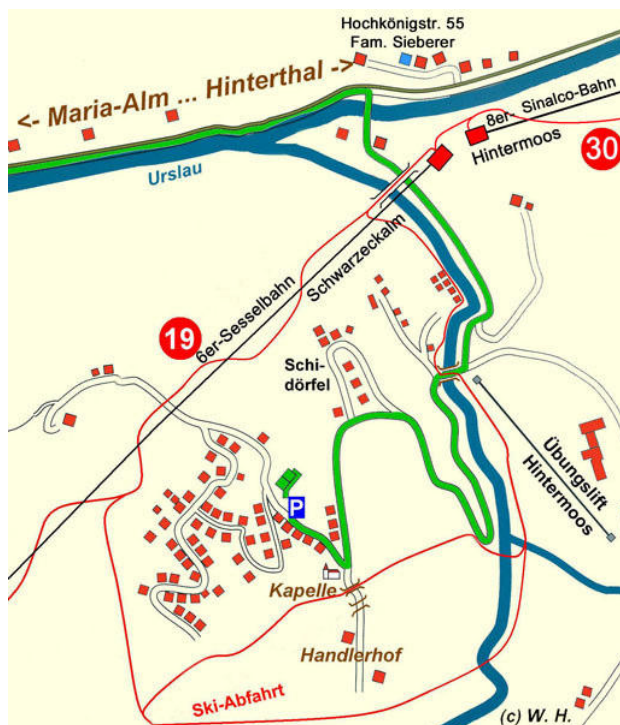 Hochkönigstr. 55
Fam. Sieberer
<- Maria-Alm ... Hinterthal ->
8er- Sinalco-Bahn
Hintermoos
30
Urslau
6er-Sesselbahn
Schwarzeckalm
19
Schi-
dörfel
Übungslift
Hintermoos
P
Kapelle
Handlerhof
Ski-Abfahrt
(c) W. H.